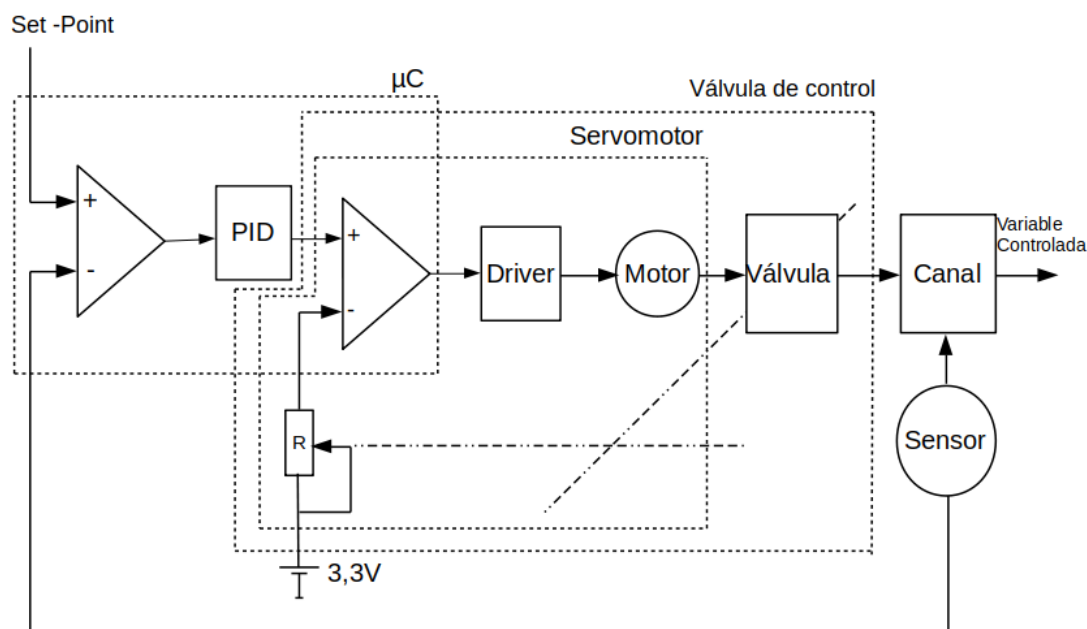 Set -Point
µC
Válvula de control
Servomotor
+
-
PID
+
-
Driver
Motor
Válvula
Canal
Variable
Controlada
R
Sensor
3,3V